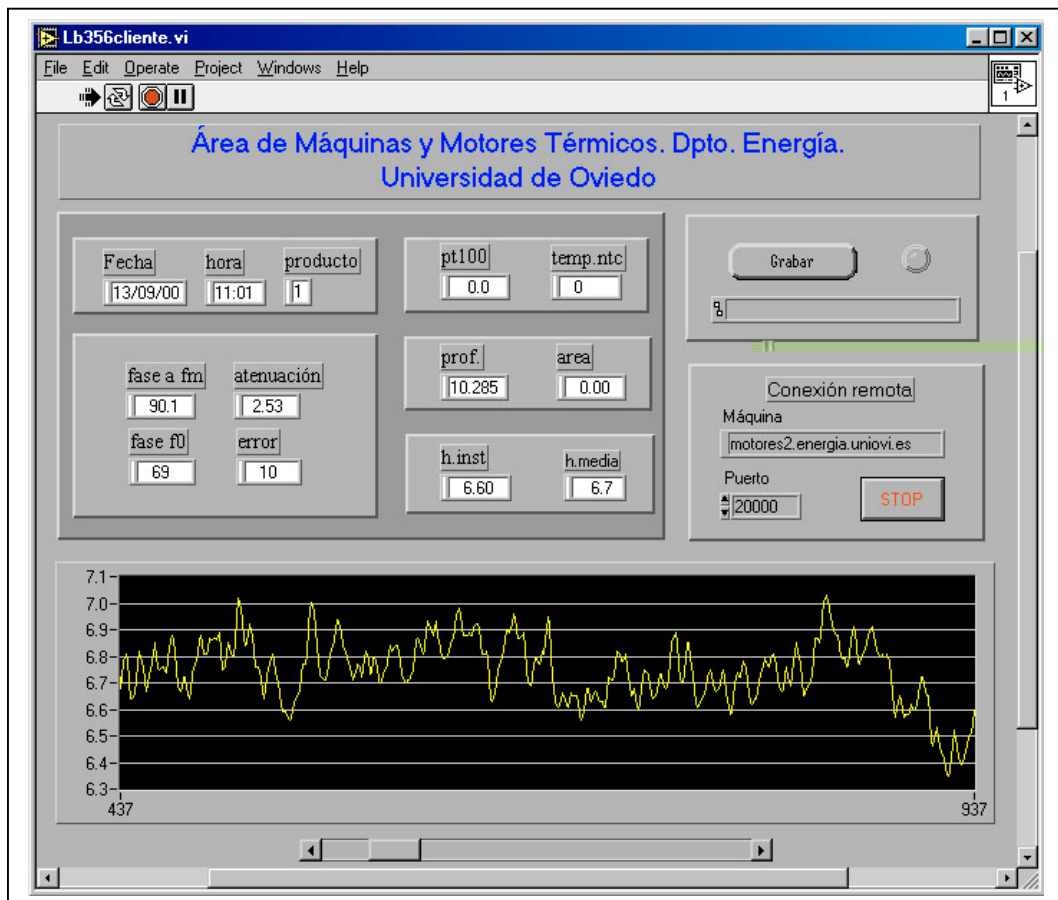 Lb356cliente.vi
File Edit Operate Project Windows Help
1
Área de Máquinas y Motores Térmicos. Dpto. Energía.
Universidad de Oviedo
Fecha hora producto
13/09/00 11:01 1
pt100 temp.ntc
0.0 0
Grabar
fase a fm atenuación
90.1 2.53
fase f0 error
69 10
prof. area
10.285 0.00
h.inst h.media
6.60 6.7
Conexión remota
Máquina
motores2.energia.uniovi.es
Puerto
20000
STOP
7.1
7.0
6.9
6.8
6.7
6.6
6.5
6.4
6.3
437 937